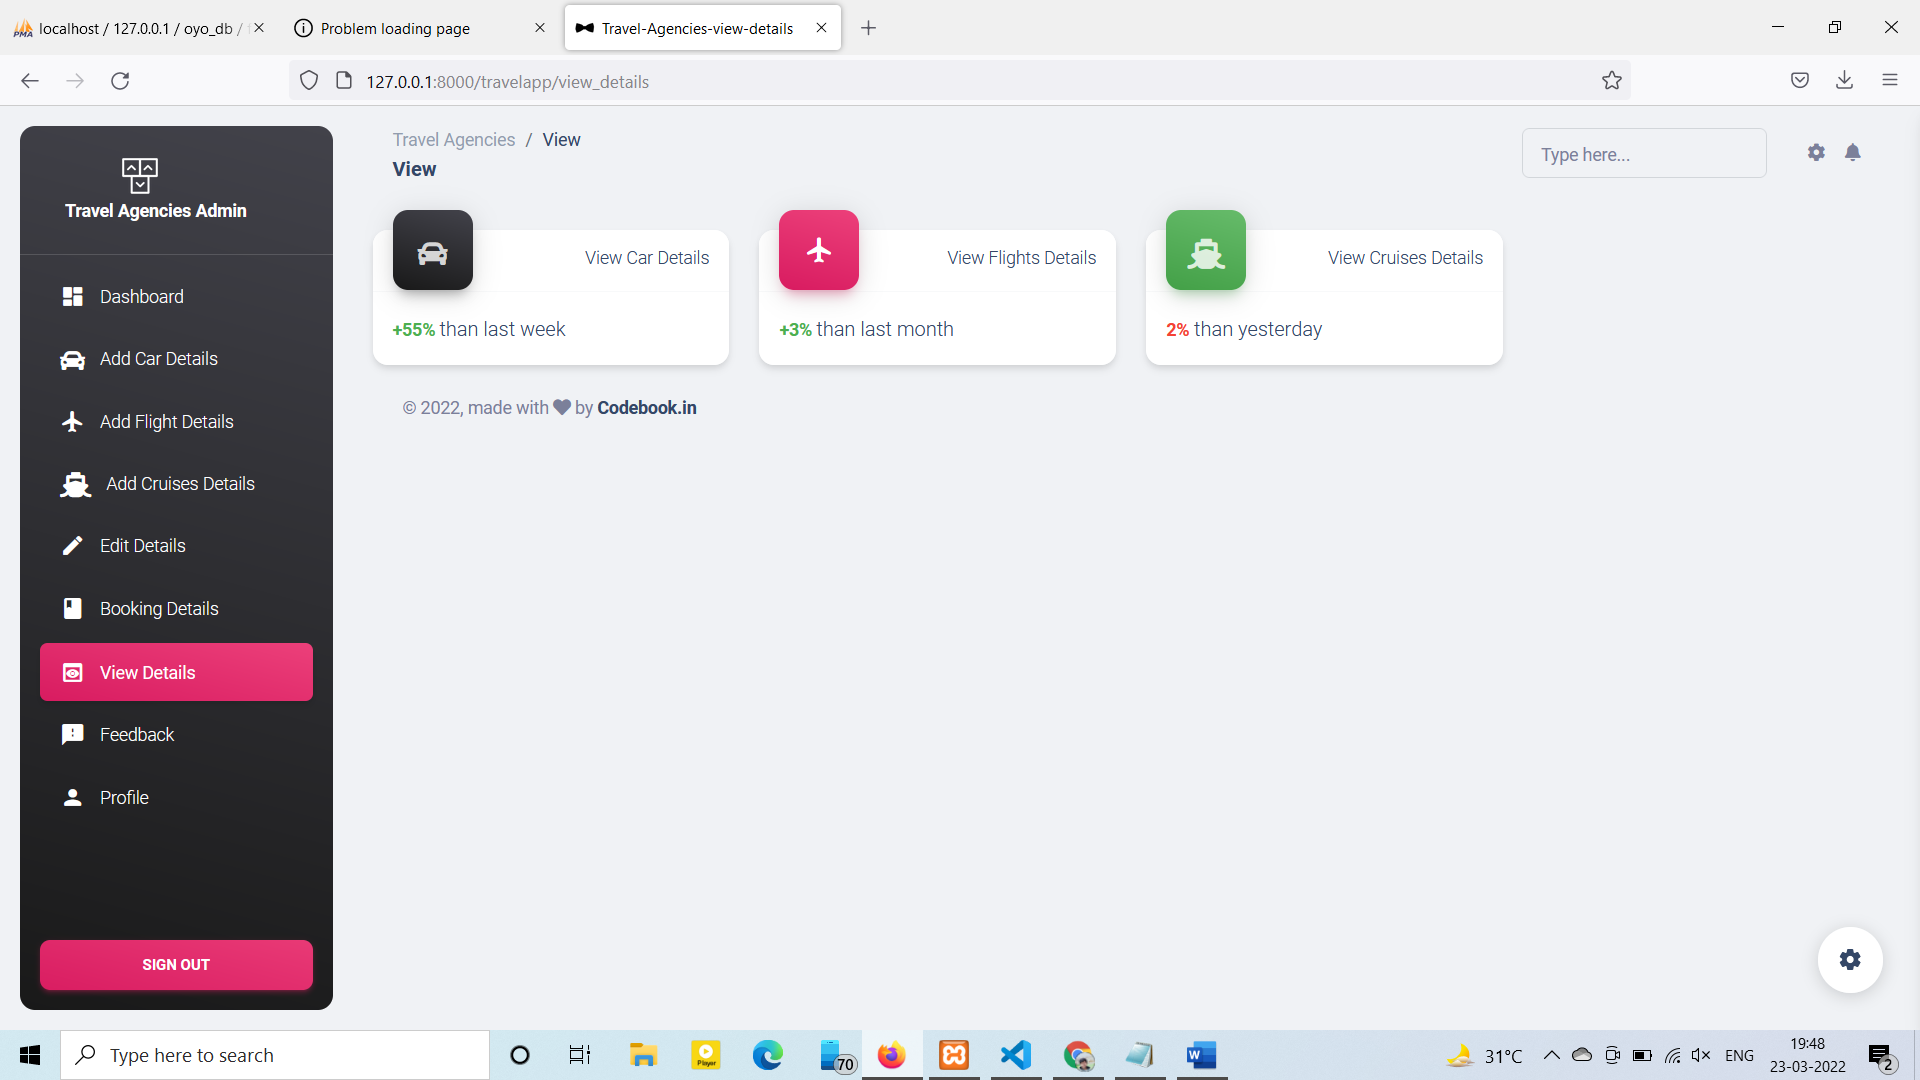 localhost / 127.0.0.1 / oyo_db /
Problem loading page
Travel-Agencies-view-details
127.0.0.1:8000/travelapp/view_details
Travel Agencies Admin
Dashboard
Add Car Details
Add Flight Details
Add Cruises Details
Edit Details
Booking Details
View Details
Feedback
Profile
SIGN OUT
Travel Agencies / View
View
Type here...
View Car Details
+55% than last week
View Flights Details
+3% than last month
View Cruises Details
2% than yesterday
© 2022, made with by Codebook.in
Type here to search
Player
70
31°C
ENG
19:48
23-03-2022
2